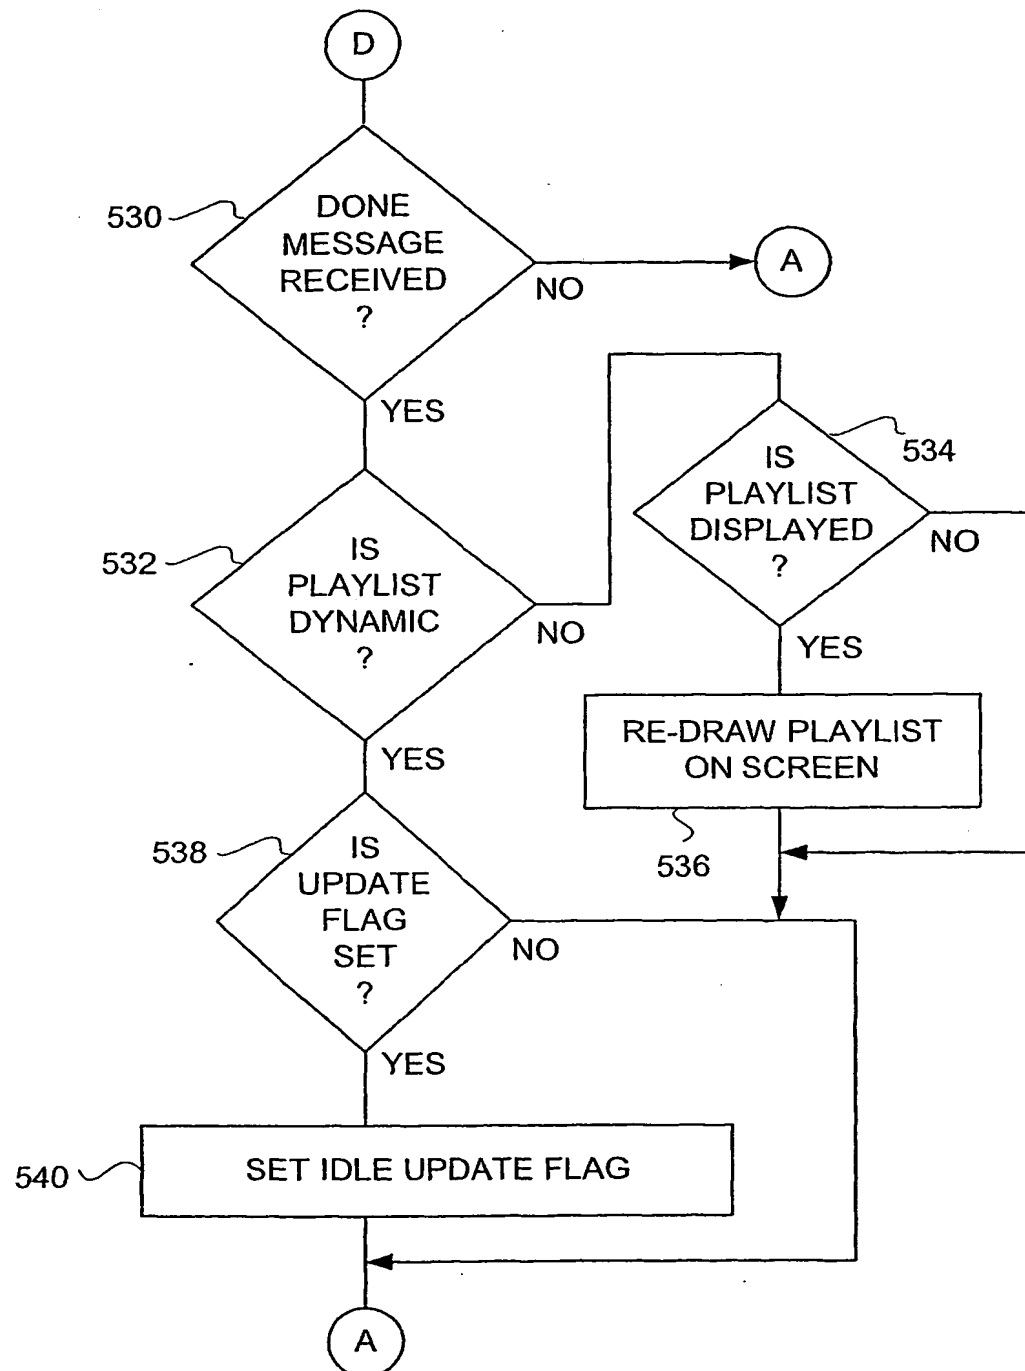 D
530
DONE
MESSAGE
RECEIVED
?
NO
A
YES
532
IS
PLAYLIST
DYNAMIC
?
NO
534
IS
PLAYLIST
DISPLAYED
?
NO
YES
RE-DRAW PLAYLIST
ON SCREEN
536
YES
538
IS
UPDATE
FLAG
SET
?
NO
YES
540
SET IDLE UPDATE FLAG
A